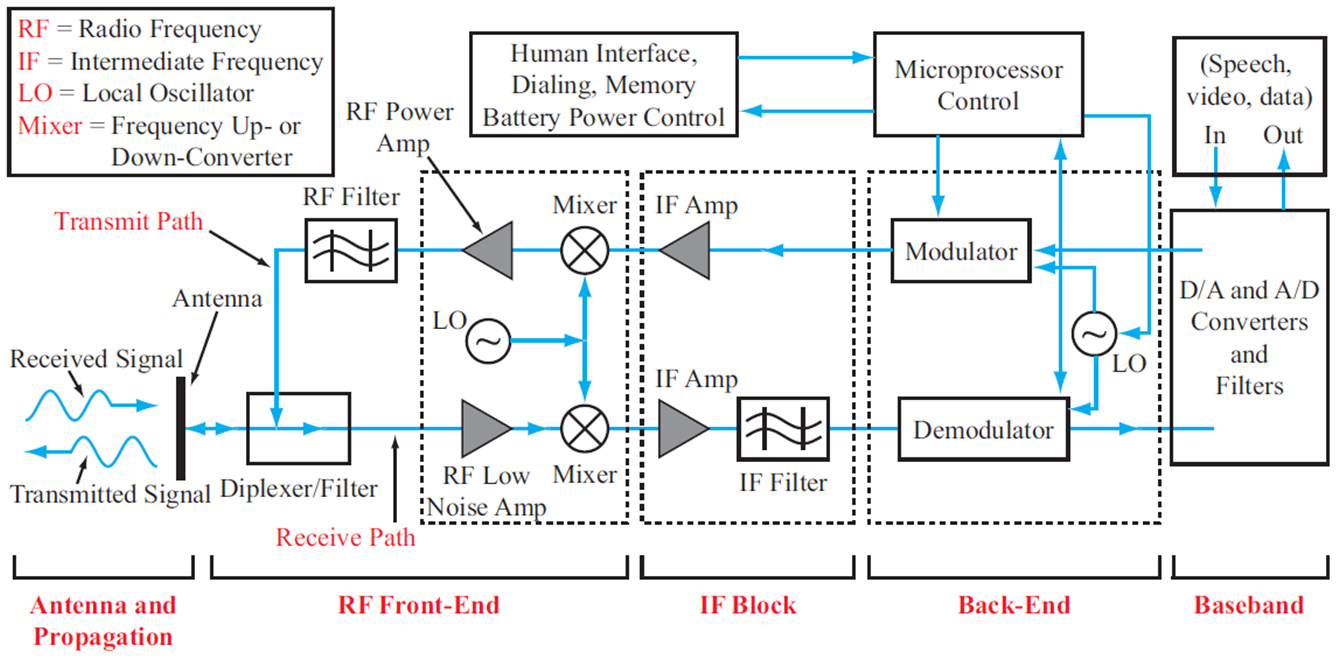 RF = Radio Frequency
IF = Intermediate Frequency
LO = Local Oscillator
Mixer = Frequency Up- or
Down-Converter
Human Interface,
Dialing, Memory
Battery Power Control
Microprocessor
Control
(Speech,
video, data)
In Out
RF Power
Amp
RF Filter
Mixer
IF Amp
Transmit Path
Modulator
D/A and A/D
Converters
and
Filters
Antenna
LO
LO
Received Signal
IF Amp
Demodulator
Transmitted Signal
Diplexer/Filter
RF Low
Noise Amp
Mixer
IF Filter
Receive Path
Antenna and
Propagation
RF Front-End
IF Block
Back-End
Baseband